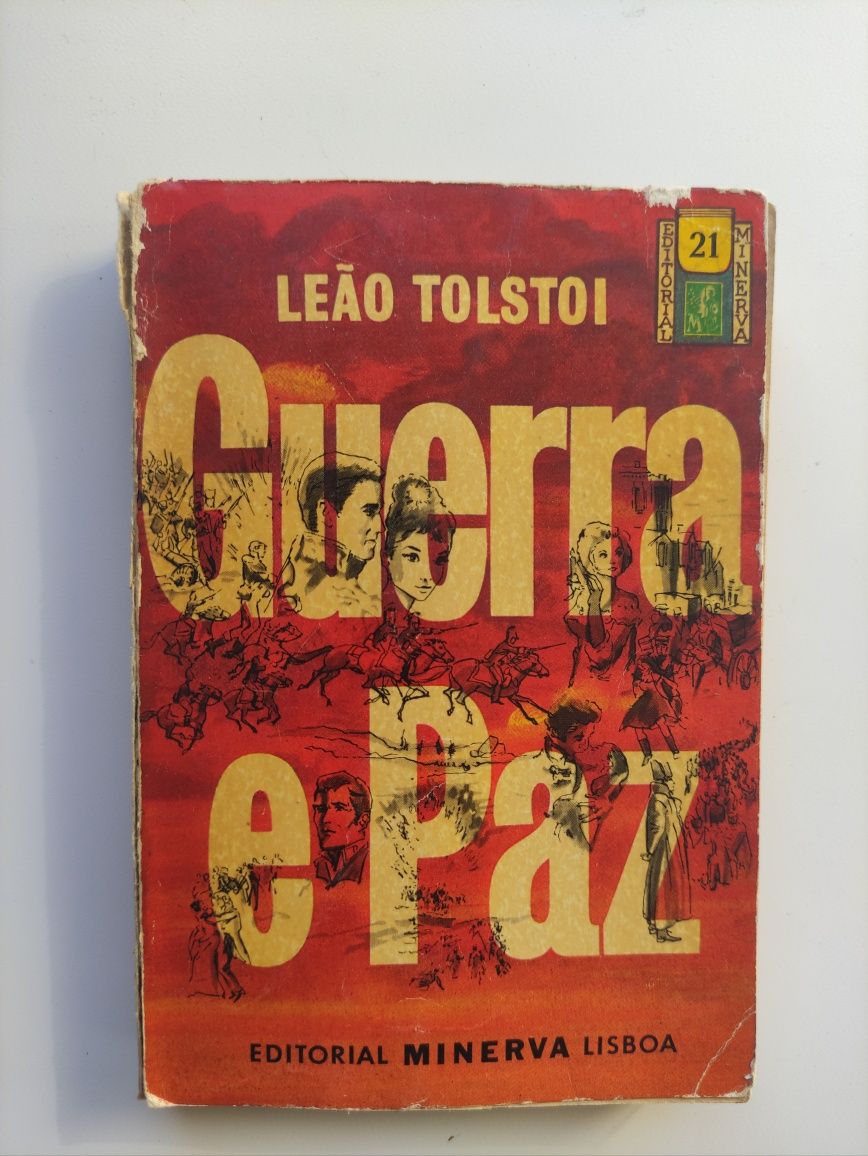 EDITORIAL
21
M
MINERVA
LEÃO TOLSTOI
Guerra
e Paz
EDITORIAL MINERVA LISBOA